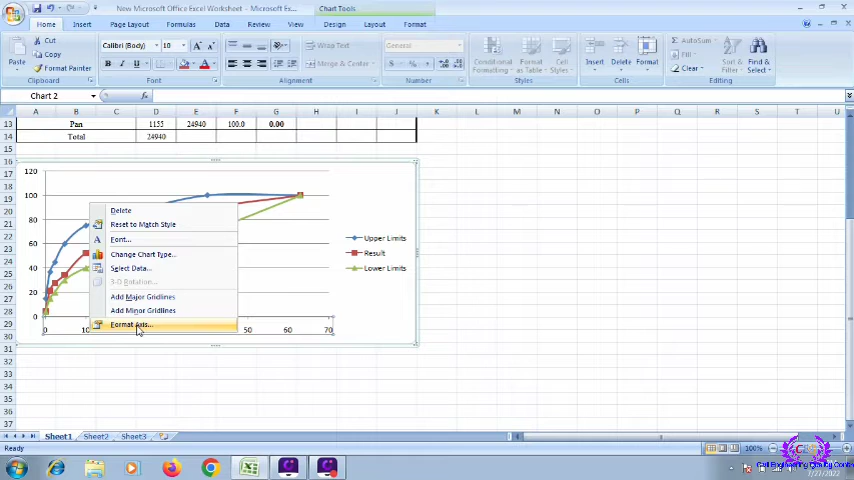 New Microsoft Office Excel Worksheet - Microsoft Ex...
Chart Tools
Home Insert Page Layout Formulas Data Review View Design Layout Format
Cut
Copy
Format Painter
Paste
Clipboard
Calibri (Body) 10
Font
Wrap Text
Merge & Center
Alignment
General
Number
Conditional Formatting
Format as Table
Cell Styles
Styles
Insert Delete Format
Cells
AutoSum
Fill
Clear
Sort & Filter
Find & Select
Editing
Chart 2
A B C D E F G H I J K L M N O P Q R S T U
13 Pan 1155 24940 100.0 0.00
14 Total 24940
16
17
18
19
20
21
22
23
24
25
26
27
28
29
30
31
32
33
34
35
36
37
120
100
80
60
40
20
0
0 10 50 60 70
Upper Limits
Result
Lower Limits
Delete
Reset to Match Style
Font...
Change Chart Type...
Select Data...
3-D Rotation...
Add Major Gridlines
Add Minor Gridlines
Format Axis...
Sheet1 Sheet2 Sheet3
Ready
100%
7/21/2022